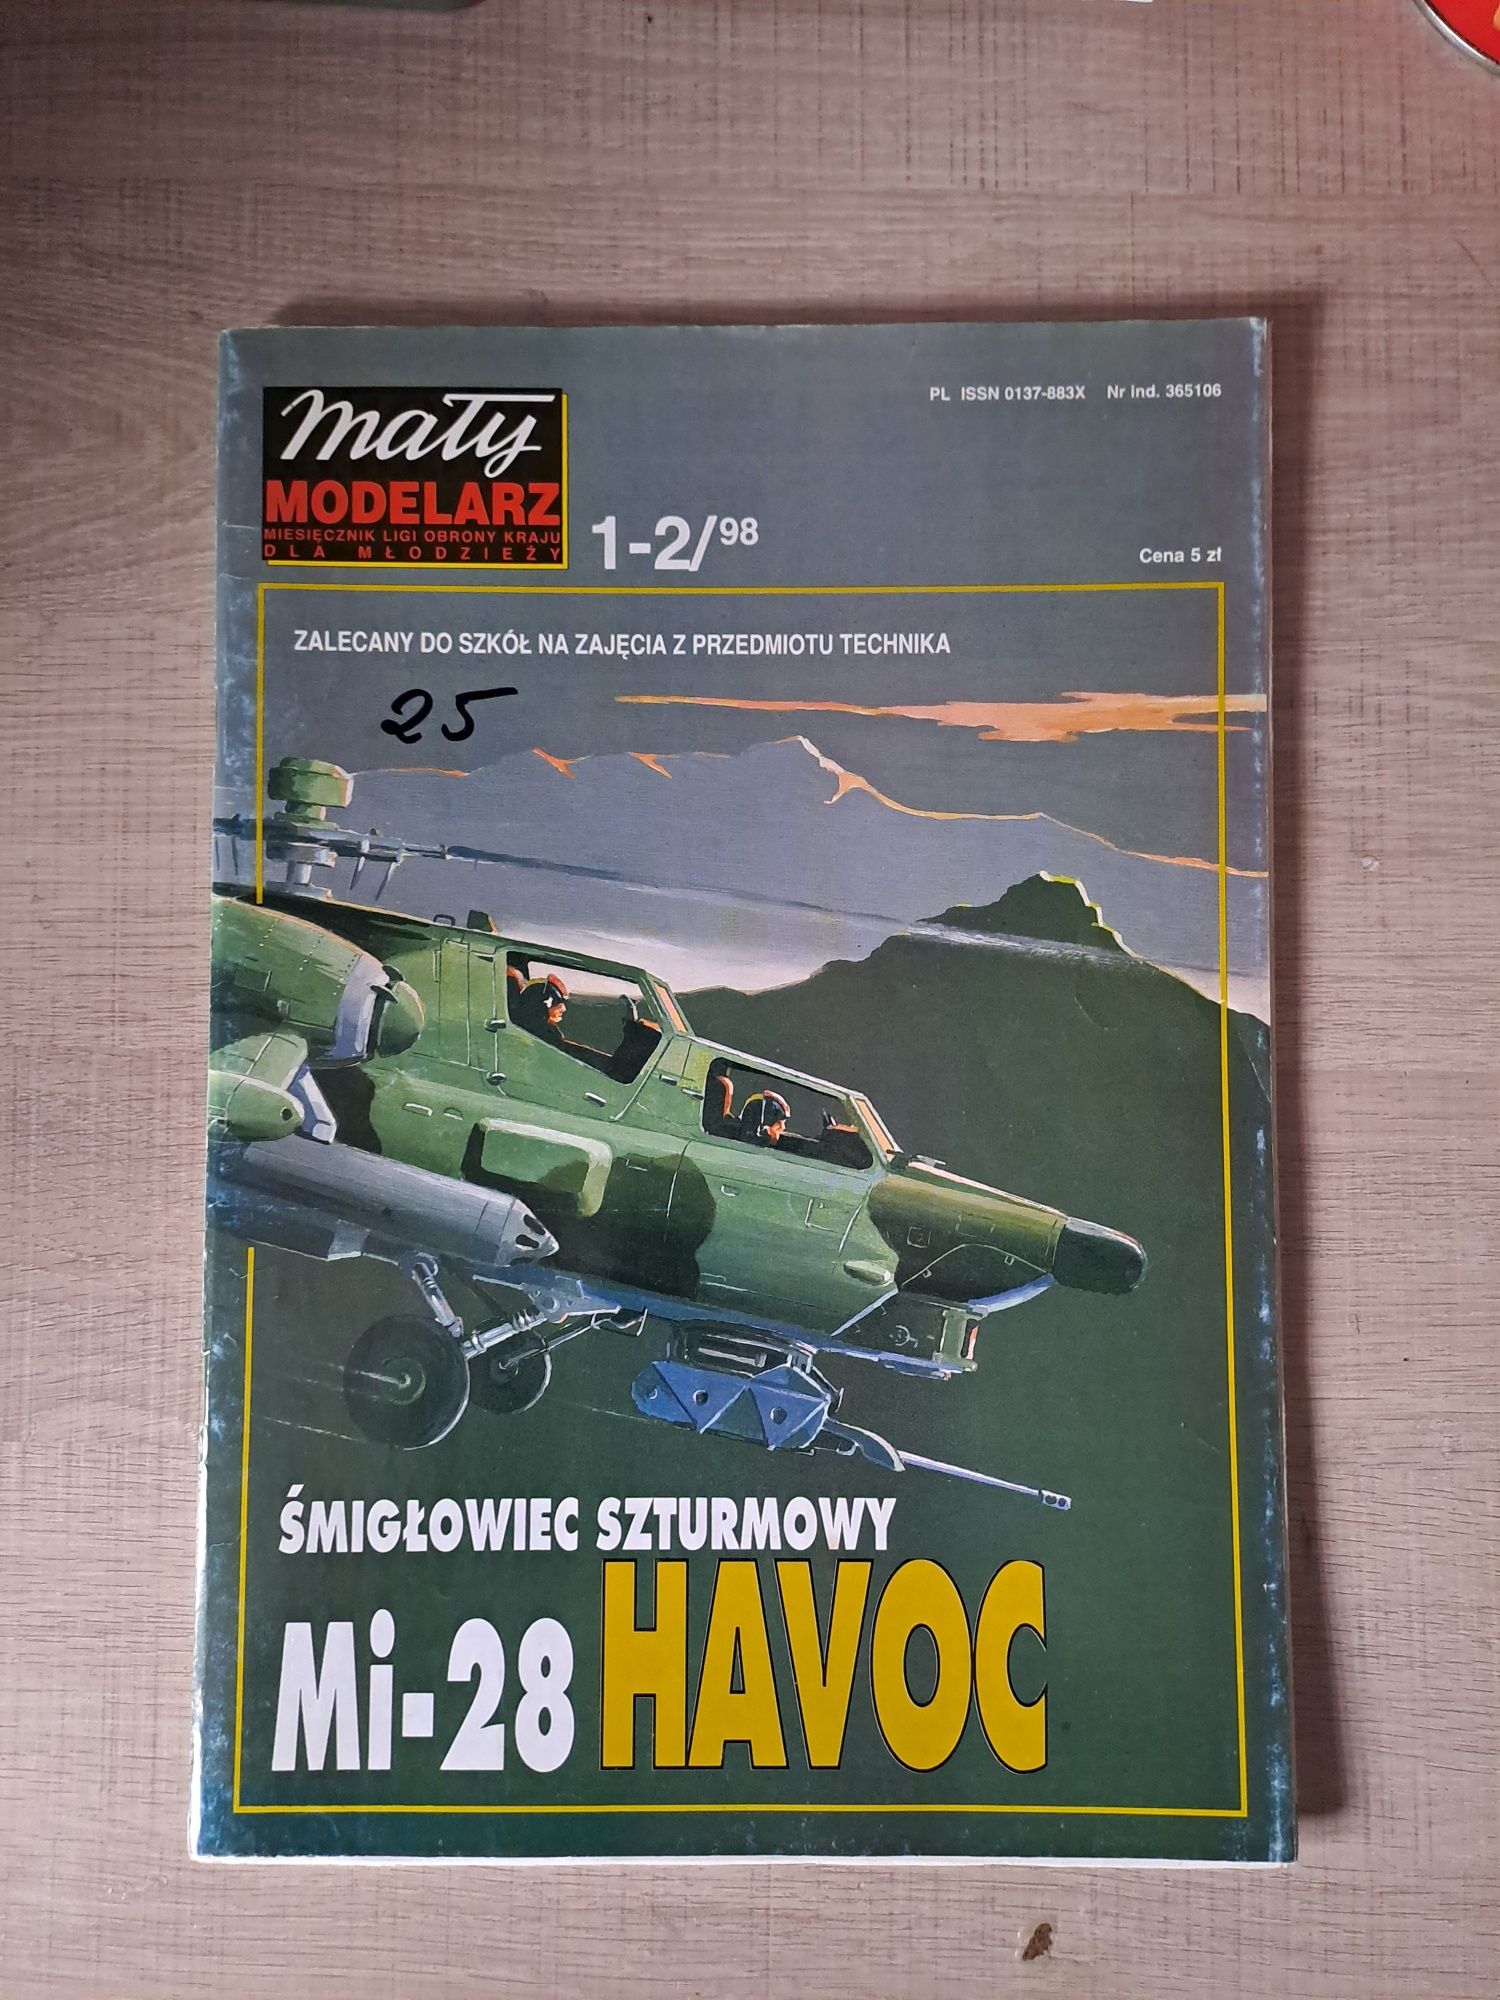 PL ISSN 0137-883X Nr ind. 365106
mały
MODELARZ
MIESIĘCZNIK LIGI OBRONY KRAJU
DLA MŁODZIEŻY
1-2/98
Cena 5 zł
ZALECANY DO SZKÓŁ NA ZAJĘCIA Z PRZEDMIOTU TECHNIKA
25
ŚMIGŁOWIEC SZTURMOWY
Mi-28 HAVOC